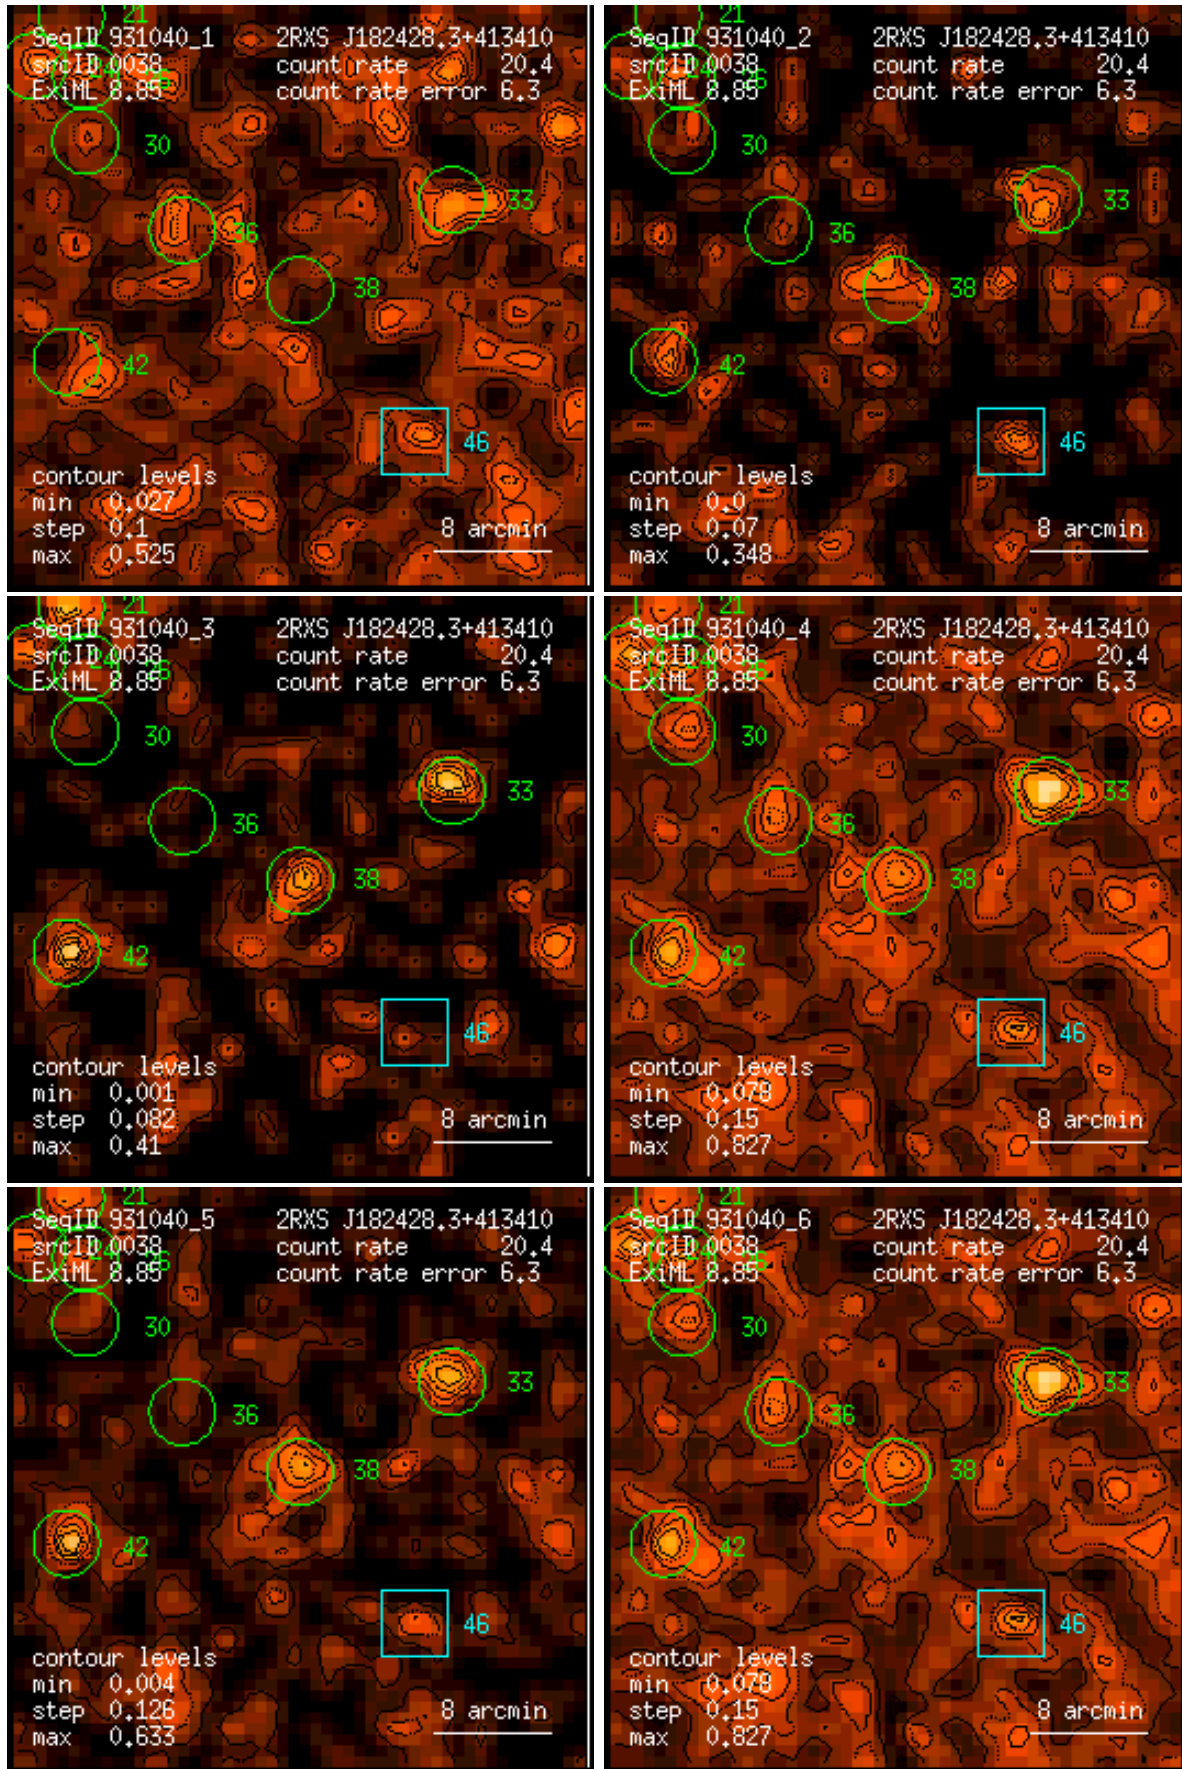 21
SeqID 931040_1 2RXS J182428.3+413410
srcID 0038 count rate 20.4
ExiML 8.85 count rate error 6.3
30
33
36
38
42
46
contour levels
min 0.027
step 0.1
max 0.525
8 arcmin
21
SeqID 931040_2 2RXS J182428.3+413410
srcID 0038 count rate 20.4
ExiML 8.85 count rate error 6.3
30
33
36
38
42
46
contour levels
min 0.0
step 0.07
max 0.348
8 arcmin
21
SeqID 931040_3 2RXS J182428.3+413410
srcID 0038 count rate 20.4
ExiML 8.85 count rate error 6.3
30
33
36
38
42
46
contour levels
min 0.001
step 0.082
max 0.41
8 arcmin
21
SeqID 931040_4 2RXS J182428.3+413410
srcID 0038 count rate 20.4
ExiML 8.85 count rate error 6.3
30
33
36
38
42
46
contour levels
min 0.078
step 0.15
max 0.827
8 arcmin
21
SeqID 931040_5 2RXS J182428.3+413410
srcID 0038 count rate 20.4
ExiML 8.85 count rate error 6.3
30
33
36
38
42
46
contour levels
min 0.004
step 0.126
max 0.633
8 arcmin
21
SeqID 931040_6 2RXS J182428.3+413410
srcID 0038 count rate 20.4
ExiML 8.85 count rate error 6.3
30
33
36
38
42
46
contour levels
min 0.078
step 0.15
max 0.827
8 arcmin